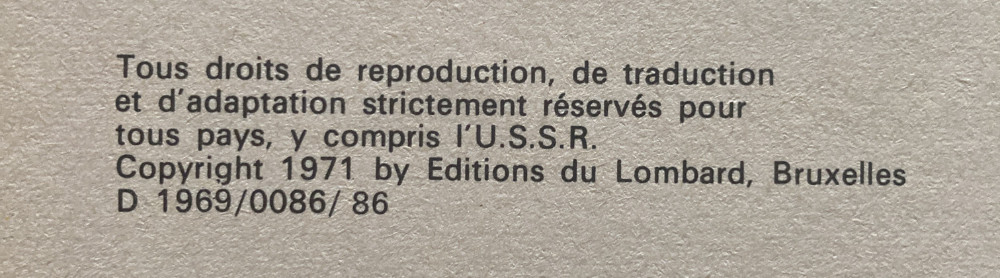 Tous droits de reproduction, de traduction
et d'adaptation strictement réservés pour
tous pays, y compris l'U.S.S.R.
Copyright 1971 by Editions du Lombard, Bruxelles
D 1969/0086/ 86